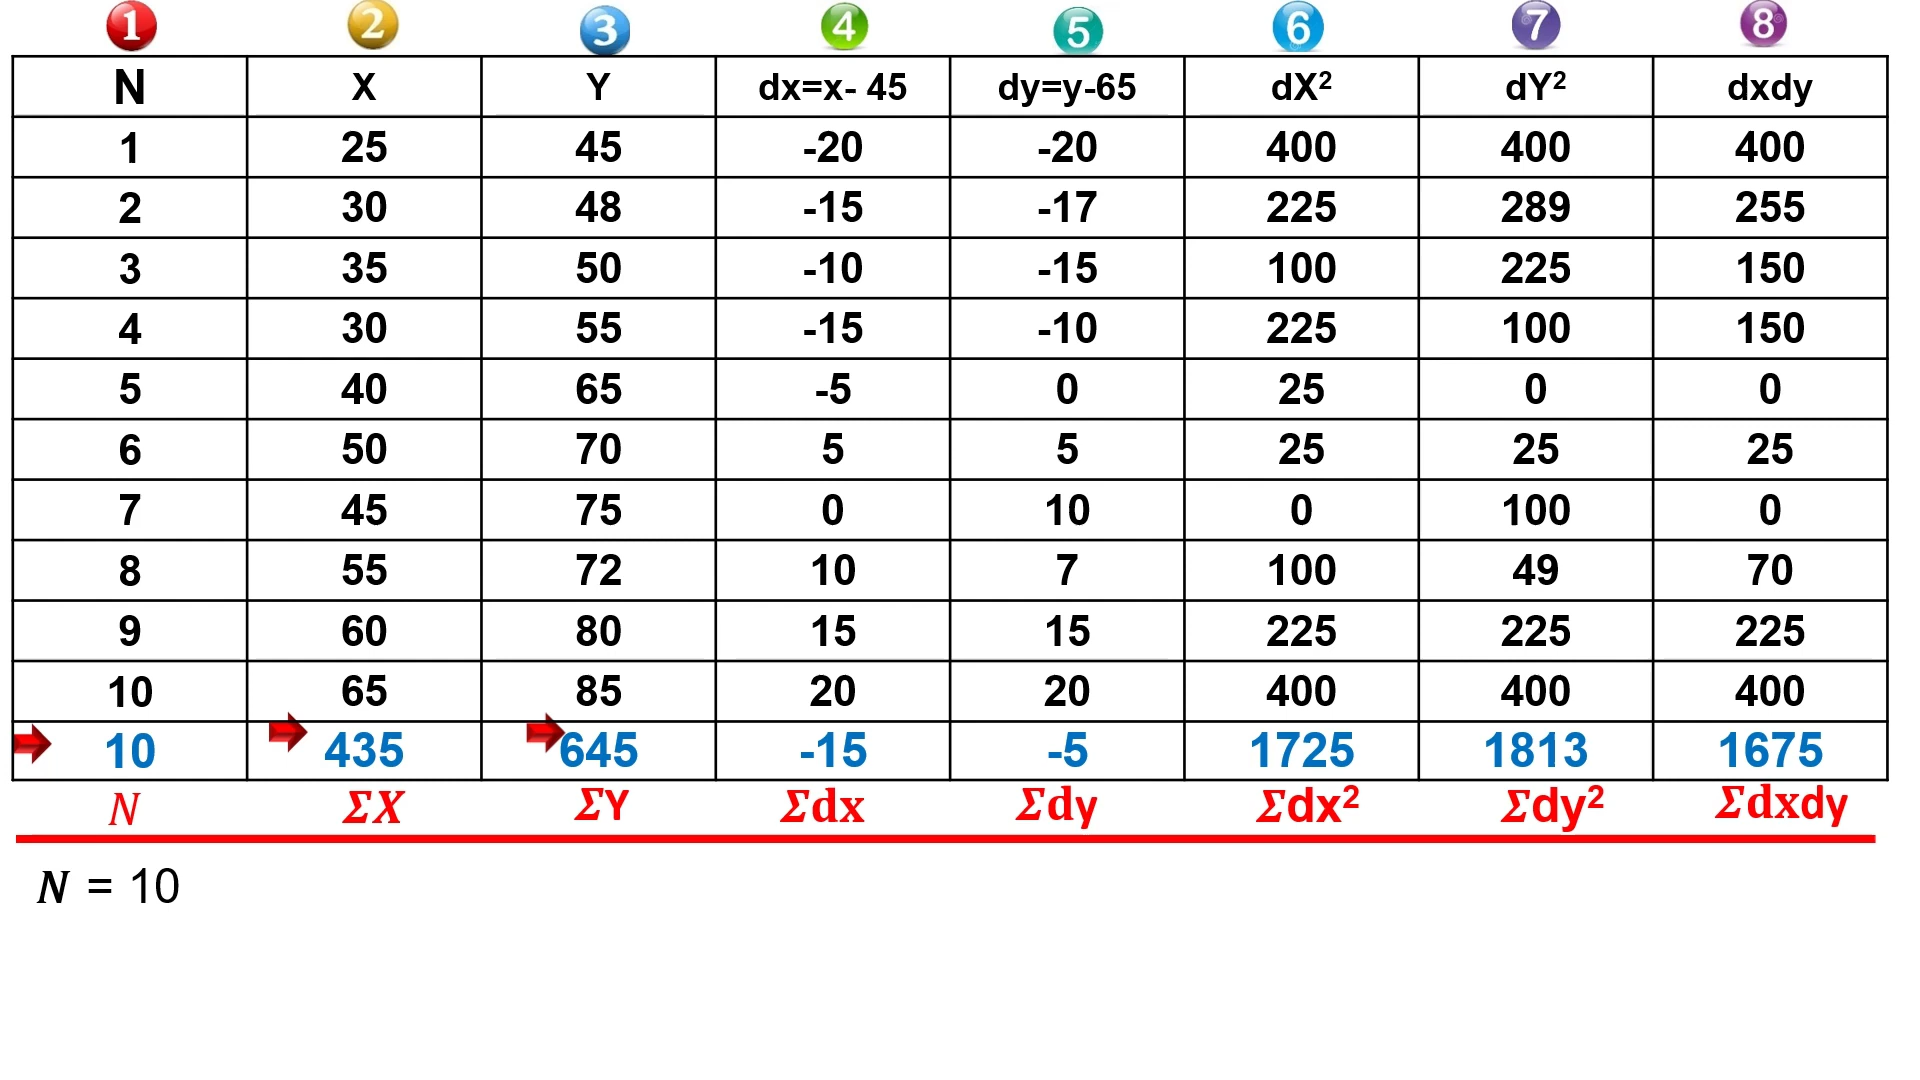 1 2 3 4 5 6 7 8
N X Y dx=x- 45 dy=y-65 dX² dY² dxdy
1 25 45 -20 -20 400 400 400
2 30 48 -15 -17 225 289 255
3 35 50 -10 -15 100 225 150
4 30 55 -15 -10 225 100 150
5 40 65 -5 0 25 0 0
6 50 70 5 5 25 25 25
7 45 75 0 10 0 100 0
8 55 72 10 7 100 49 70
9 60 80 15 15 225 225 225
10 65 85 20 20 400 400 400
10 435 645 -15 -5 1725 1813 1675
N ΣX ΣY Σdx Σdy Σdx² Σdy² Σdxdy
N = 10